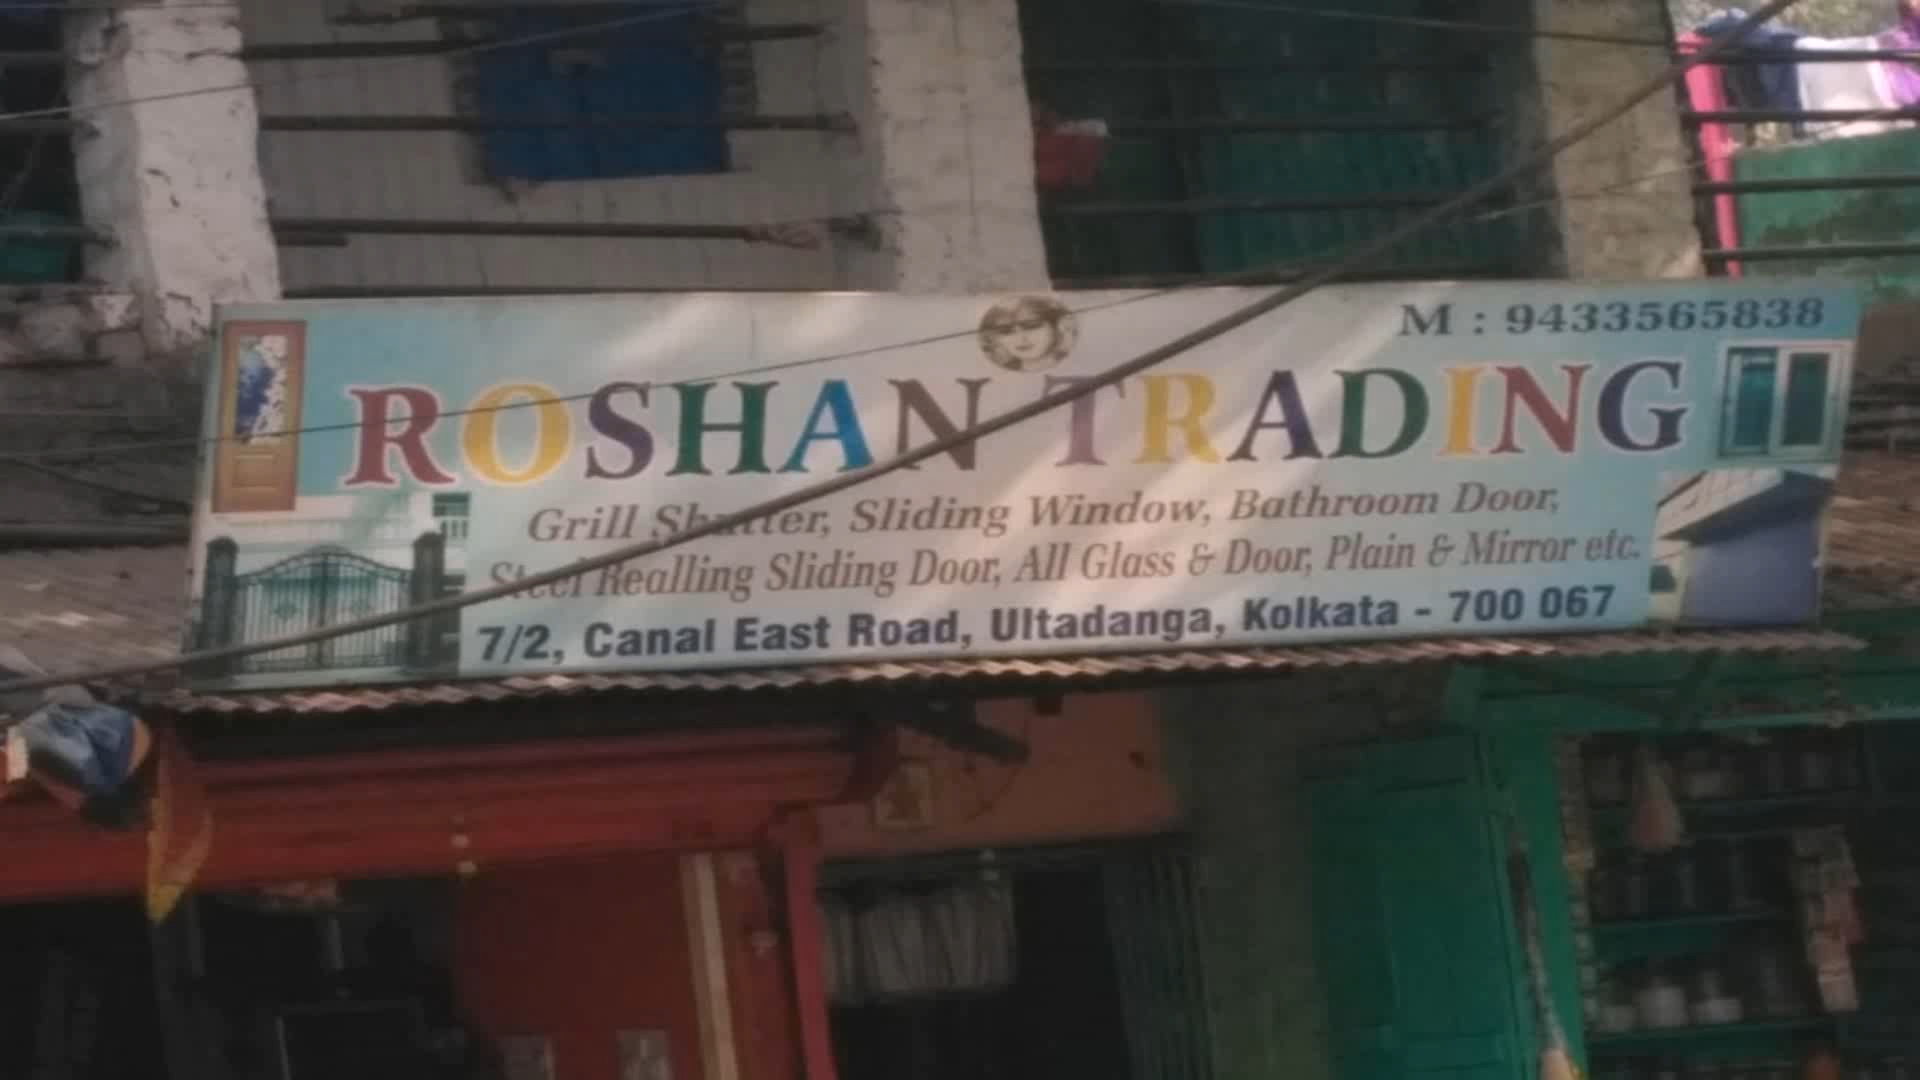 M : 9433565838
ROSHAN TRADING
Grill Shutter, Sliding Window, Bathroom Door,
Steel Realling Sliding Door, All Glass & Door, Plain & Mirror etc.
7/2, Canal East Road, Ultadanga, Kolkata - 700 067